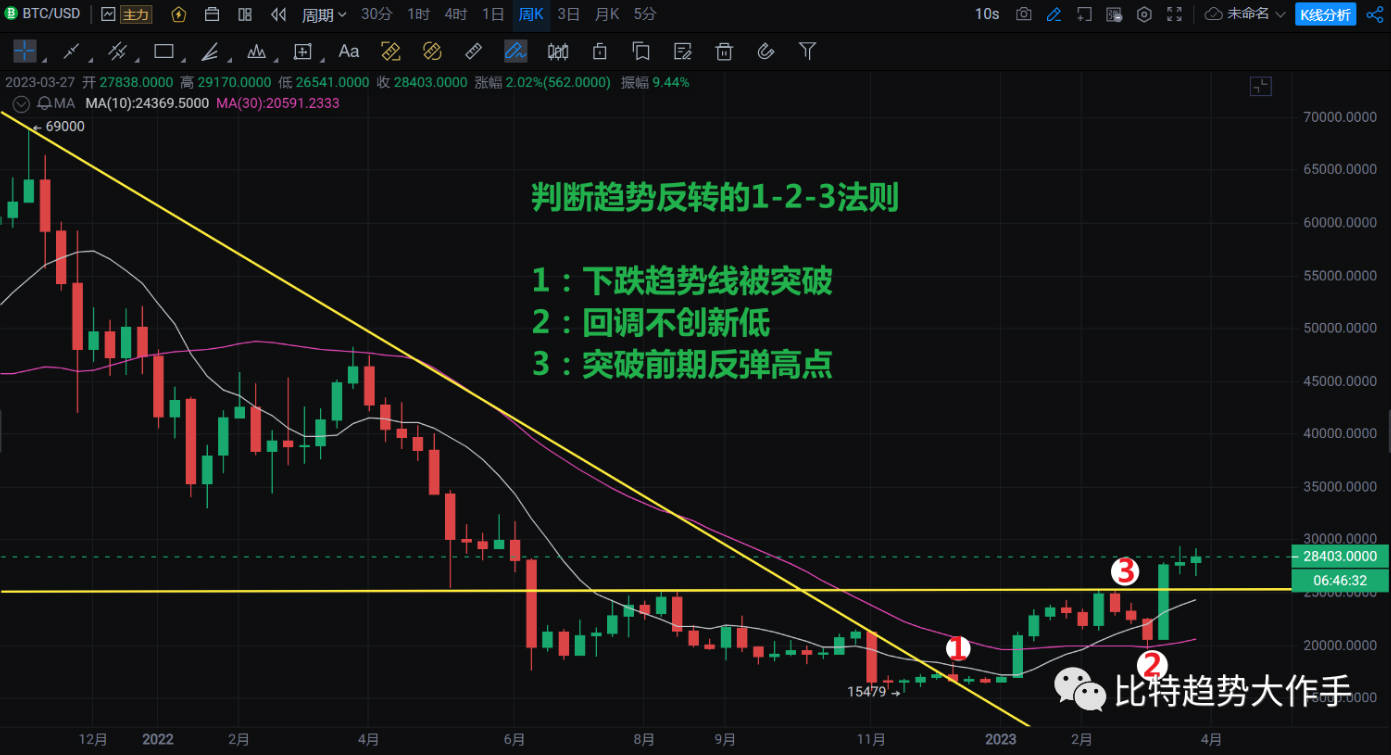 BTC/USD 主力 周期 30分 1时 4时 1日 周K 3日 月K 5分 10s 未命名 K线分析
Aa
2023-03-27 开 27838.0000 高 29170.0000 低 26541.0000 收 28403.0000 涨幅 2.02%(562.0000) 振幅 9.44%
MA MA(10):24369.5000 MA(30):20591.2333
70000.0000
69000
65000.0000
判断趋势反转的1-2-3法则
60000.0000
55000.0000
1：下跌趋势线被突破
2：回调不创新低
50000.0000
3：突破前期反弹高点
45000.0000
40000.0000
35000.0000
30000.0000
28403.0000
3
06:46:32
25000.0000
1
20000.0000
2
15479
比特趋势大作手
15000.0000
12月 2022 2月 4月 6月 8月 9月 11月 2023 2月 4月